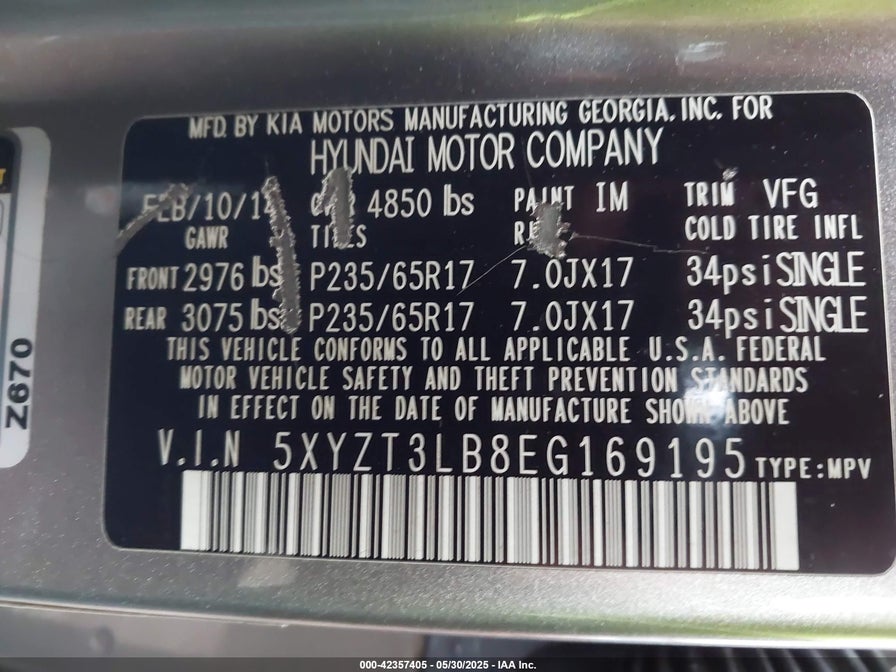 MFD. BY KIA MOTORS MANUFACTURING GEORGIA, INC. FOR
HYUNDAI MOTOR COMPANY
4850 lbs PAINT IM TRIM VFG
GAWR TIRES COLD TIRE INFL
FRONT 2976 lbs P235/65R17 7.0JX17 34psi SINGLE
REAR 3075 lbs P235/65R17 7.0JX17 34psi SINGLE
THIS VEHICLE CONFORMS TO ALL APPLICABLE U.S.A. FEDERAL
MOTOR VEHICLE SAFETY AND THEFT PREVENTION STANDARDS
IN EFFECT ON THE DATE OF MANUFACTURE SHOWN ABOVE
V.I.N 5XYZT3LB8EG169195 TYPE:MPV
Z670
000-42357405 - 05/30/2025 - IAA Inc.